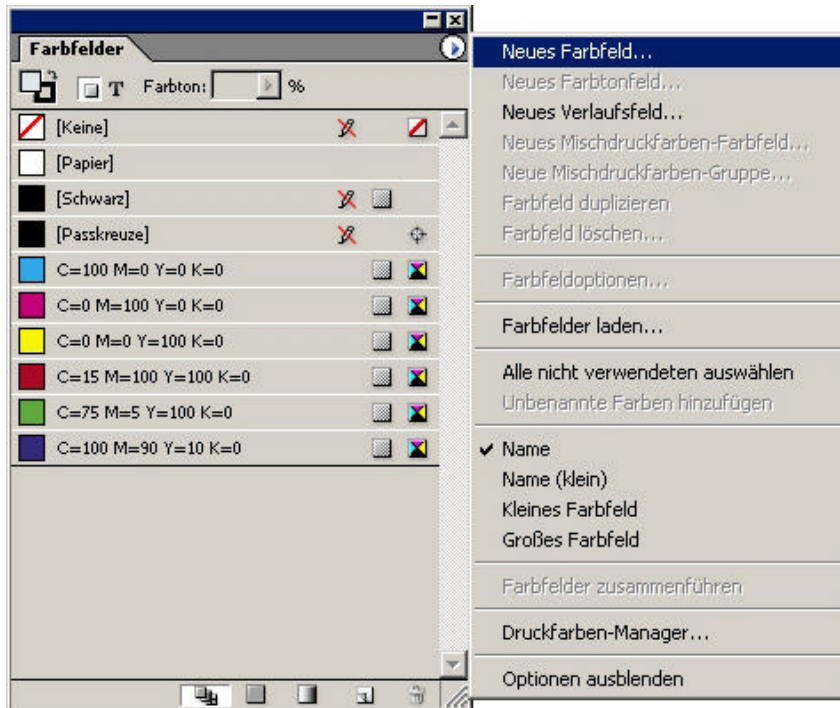 Farbfelder
T Farbton: %
[Keine]
[Papier]
[Schwarz]
[Passkreuze]
C=100 M=0 Y=0 K=0
C=0 M=100 Y=0 K=0
C=0 M=0 Y=100 K=0
C=15 M=100 Y=100 K=0
C=75 M=5 Y=100 K=0
C=100 M=90 Y=10 K=0
Neues Farbfeld...
Neues Farbtonfeld...
Neues Verlaufsfeld...
Neues Mischdruckfarben-Farbfeld...
Neue Mischdruckfarben-Gruppe...
Farbfeld duplizieren
Farbfeld löschen...
Farbfeldoptionen...
Farbfelder laden...
Alle nicht verwendeten auswählen
Unbenannte Farben hinzufügen
Name
Name (klein)
Kleines Farbfeld
Großes Farbfeld
Farbfelder zusammenführen
Druckfarben-Manager...
Optionen ausblenden